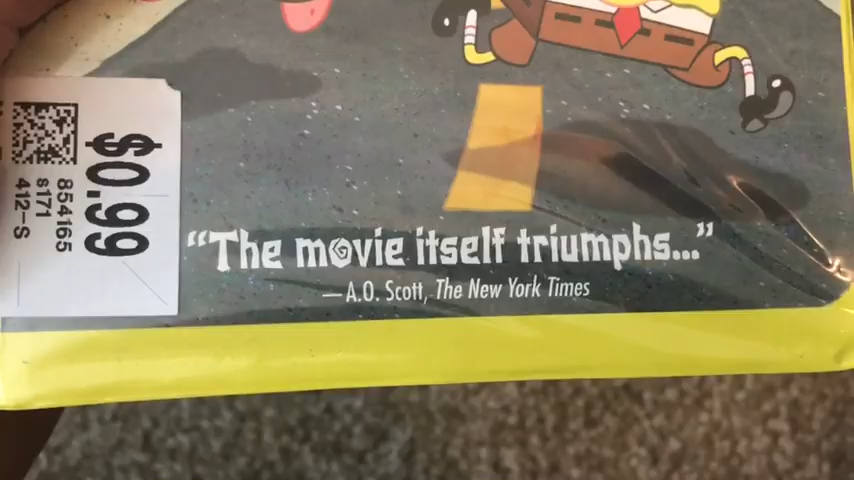 $0.99
854165
s171
412-S
“The movie itself triumphs...”
—A.O. Scott, The New York Times